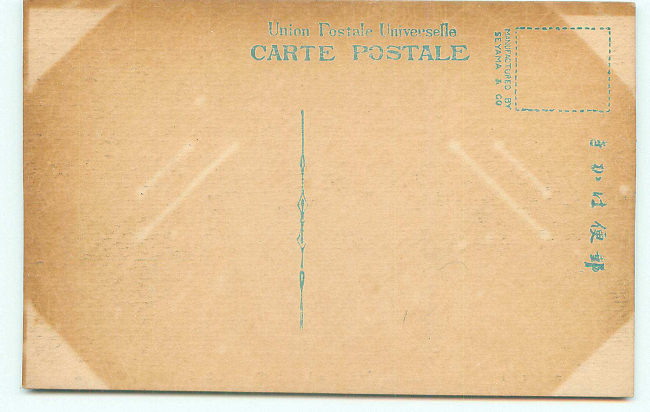 Union Postale Universelle
CARTE POSTALE
MANUFACTURED BY
SEYAMA & CO
きかは便郵